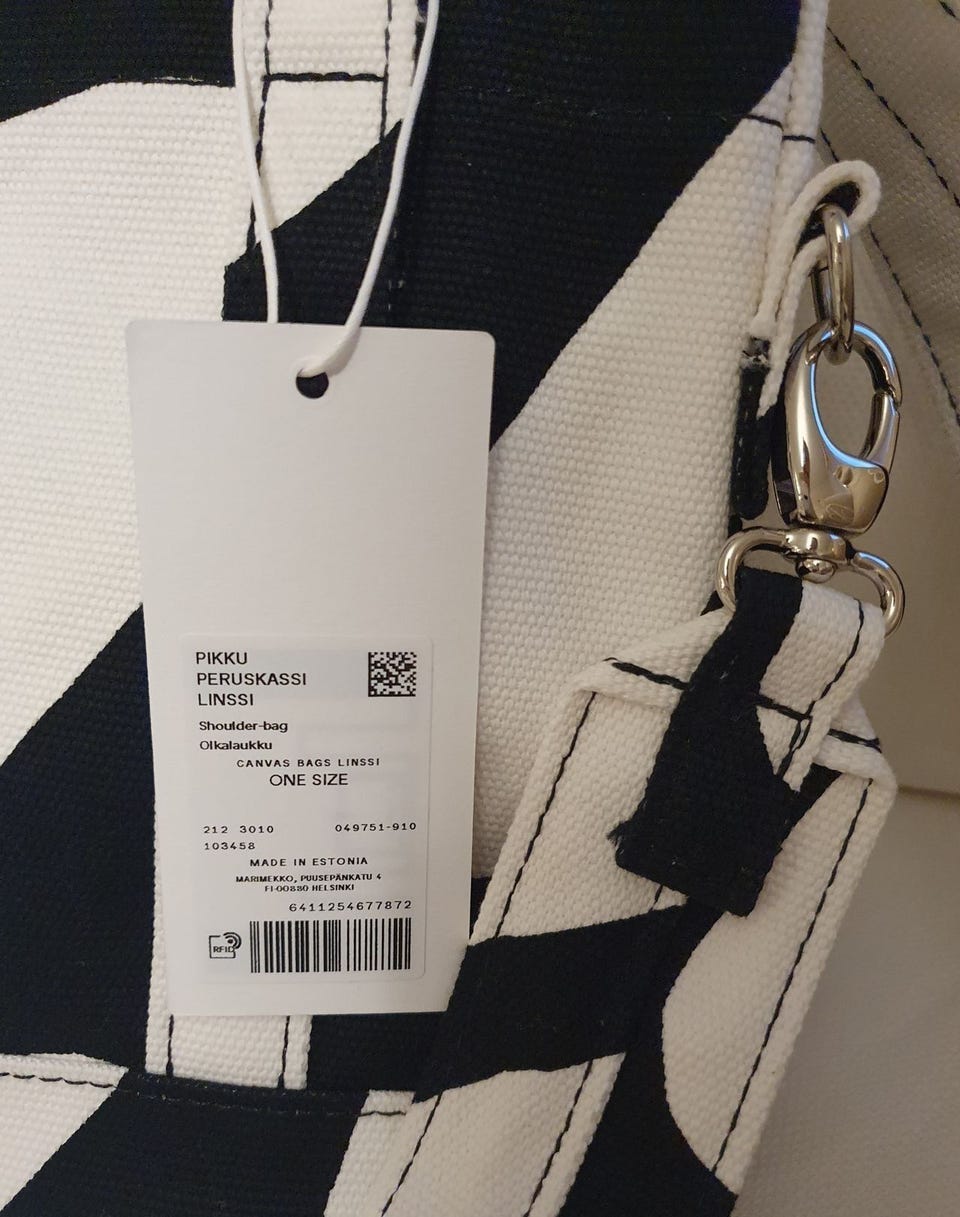 PIKKU
PERUSKASSI
LINSSI
Shoulder-bag
Olkalaukku
CANVAS BAGS LINSSI
ONE SIZE
212 3010 049751-910
103458
MADE IN ESTONIA
MARIMEKKO, PUUSEPÄNKATU 4
FI-00880 HELSINKI
6411254677872
RFID